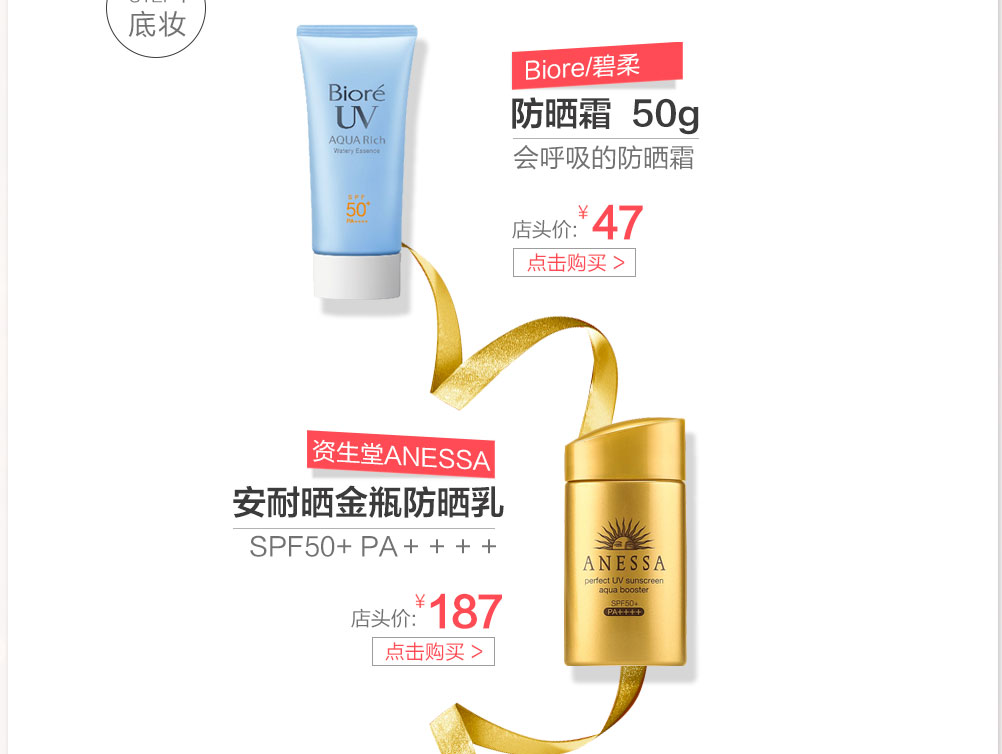 底妆
Bioré
UV
AQUA Rich
Watery Essence
SPF
50+
PA++++
Biore/碧柔
防晒霜 50g
会呼吸的防晒霜
店头价:¥47
点击购买 >
资生堂ANESSA
安耐晒金瓶防晒乳
SPF50+ PA++++
店头价:¥187
点击购买 >
ANESSA
perfect UV sunscreen
aqua booster
SPF50+
PA++++